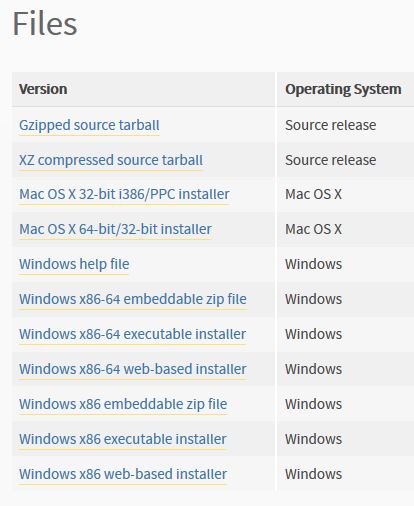 Files
Version Operating System
Gzipped source tarball Source release
XZ compressed source tarball Source release
Mac OS X 32-bit i386/PPC installer Mac OS X
Mac OS X 64-bit/32-bit installer Mac OS X
Windows help file Windows
Windows x86-64 embeddable zip file Windows
Windows x86-64 executable installer Windows
Windows x86-64 web-based installer Windows
Windows x86 embeddable zip file Windows
Windows x86 executable installer Windows
Windows x86 web-based installer Windows